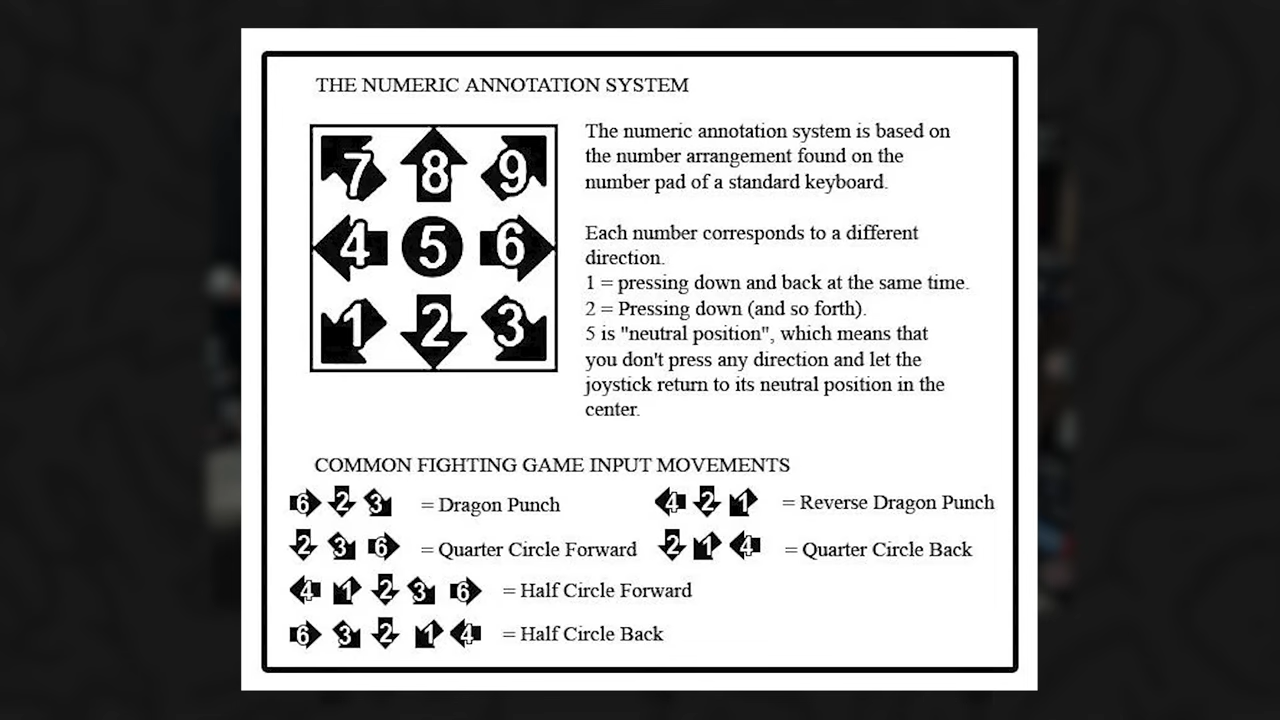 THE NUMERIC ANNOTATION SYSTEM
7 8 9
4 5 6
1 2 3
The numeric annotation system is based on
the number arrangement found on the
number pad of a standard keyboard.
Each number corresponds to a different
direction.
1 = pressing down and back at the same time.
2 = Pressing down (and so forth).
5 is "neutral position", which means that
you don't press any direction and let the
joystick return to its neutral position in the
center.
COMMON FIGHTING GAME INPUT MOVEMENTS
6 2 3 = Dragon Punch
4 2 1 = Reverse Dragon Punch
2 3 6 = Quarter Circle Forward
2 1 4 = Quarter Circle Back
4 1 2 3 6 = Half Circle Forward
6 3 2 1 4 = Half Circle Back